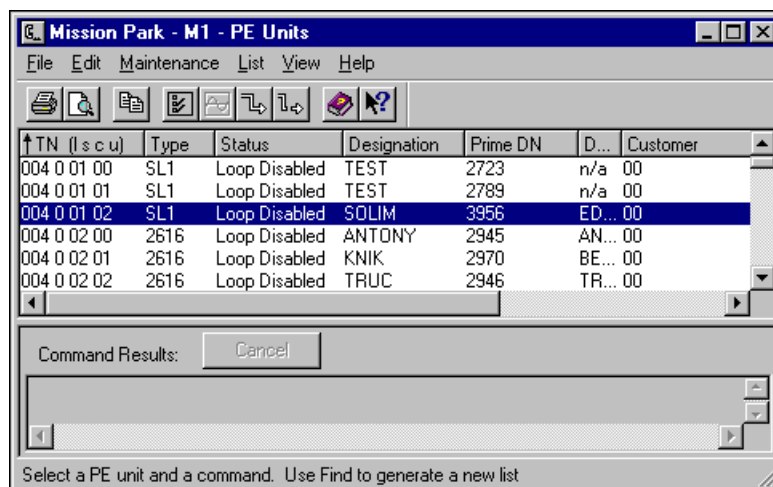 Mission Park - M1 - PE Units
File Edit Maintenance List View Help
TN (l s c u) Type Status Designation Prime DN D... Customer
004 0 01 00 SL1 Loop Disabled TEST 2723 n/a 00
004 0 01 01 SL1 Loop Disabled TEST 2789 n/a 00
004 0 01 02 SL1 Loop Disabled SOLIM 3956 ED... 00
004 0 02 00 2616 Loop Disabled ANTONY 2945 AN... 00
004 0 02 01 2616 Loop Disabled KNIK 2970 BE... 00
004 0 02 02 2616 Loop Disabled TRUC 2946 TR... 00
Command Results: Cancel
Select a PE unit and a command. Use Find to generate a new list